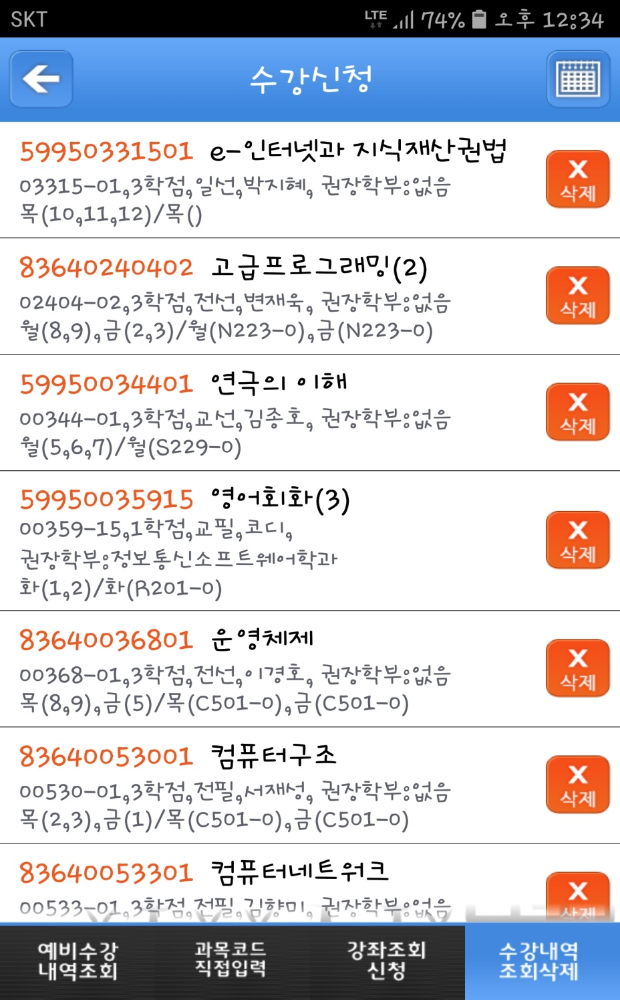 SKT LTE 74% 오후 12:34
수강신청
59950331501 e-인터넷과 지식재산권법
03315-01,3학점,일선,박지혜, 권장학부:없음
목(10,11,12)/목()
X
삭제
83640240402 고급프로그래밍(2)
02404-02,3학점,전선,변재욱, 권장학부:없음
월(8,9),금(2,3)/월(N223-0),금(N223-0)
X
삭제
59950034401 연극의 이해
00344-01,3학점,교선,김종호, 권장학부:없음
월(5,6,7)/월(S229-0)
X
삭제
59950035915 영어회화(3)
00359-15,1학점,교필,코디,
권장학부:정보통신소프트웨어학과
화(1,2)/화(R201-0)
X
삭제
83640036801 운영체제
00368-01,3학점,전선,이경호, 권장학부:없음
목(8,9),금(5)/목(C501-0),금(C501-0)
X
삭제
83640053001 컴퓨터구조
00530-01,3학점,전필,서재성, 권장학부:없음
목(2,3),금(1)/목(C501-0),금(C501-0)
X
삭제
83640053301 컴퓨터네트워크
00533-01,3학점,전필,김향미, 권장학부:없음
X
삭제
예비수강
내역조회
과목코드
직접입력
강좌조회
신청
수강내역
조회삭제